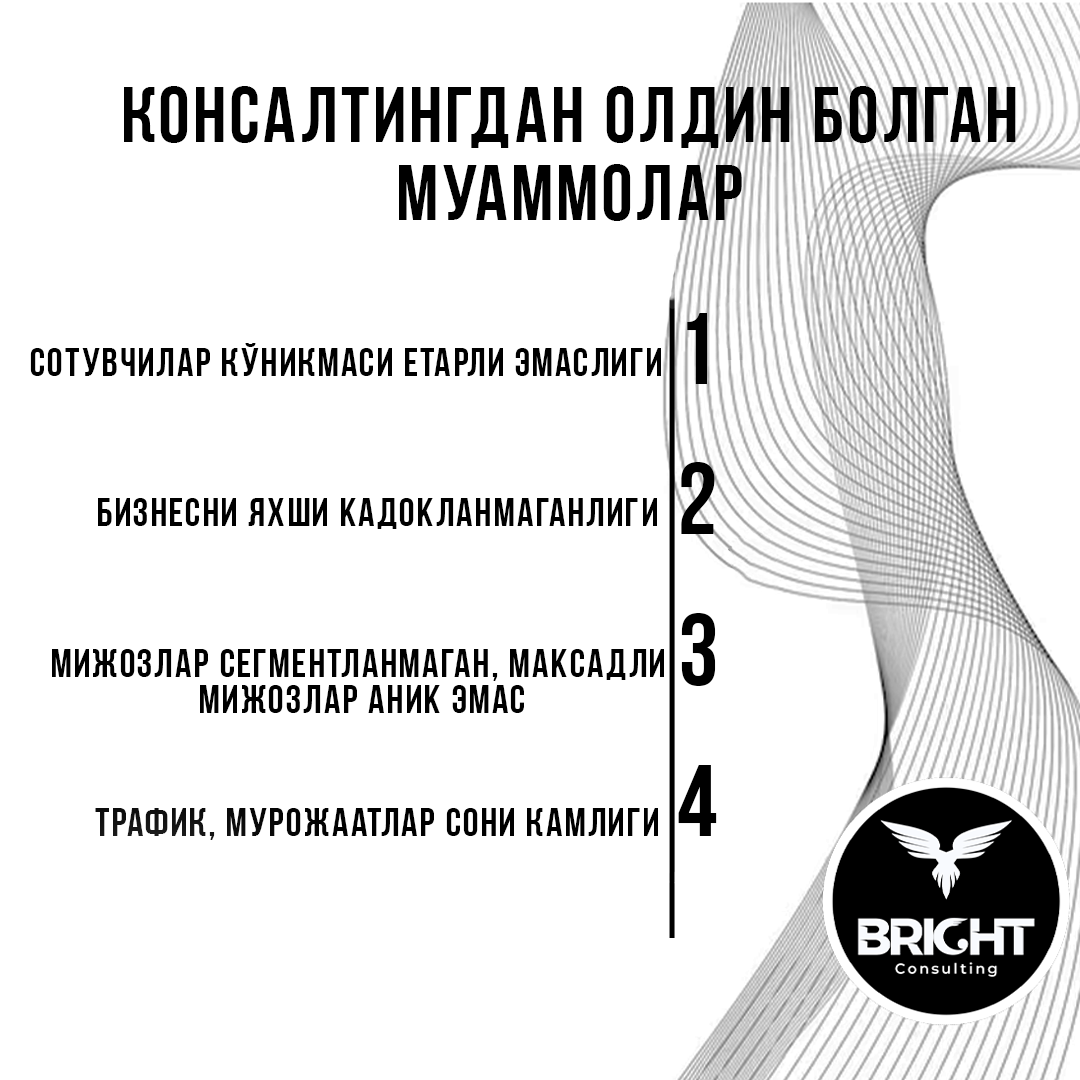 КОНСАЛТИНГДАН ОЛДИН БОЛГАН
МУАММОЛАР
СОТУВЧИЛАР КЎНИКМАСИ ЕТАРЛИ ЭМАСЛИГИ
1
БИЗНЕСНИ ЯХШИ КАДОКЛАНМАГАНЛИГИ
2
МИЖОЗЛАР СЕГМЕНТЛАНМАГАН, МАКСАДЛИ
МИЖОЗЛАР АНИК ЭМАС
3
ТРАФИК, МУРОЖААТЛАР СОНИ КАМЛИГИ
4
BRIGHT
Consulting